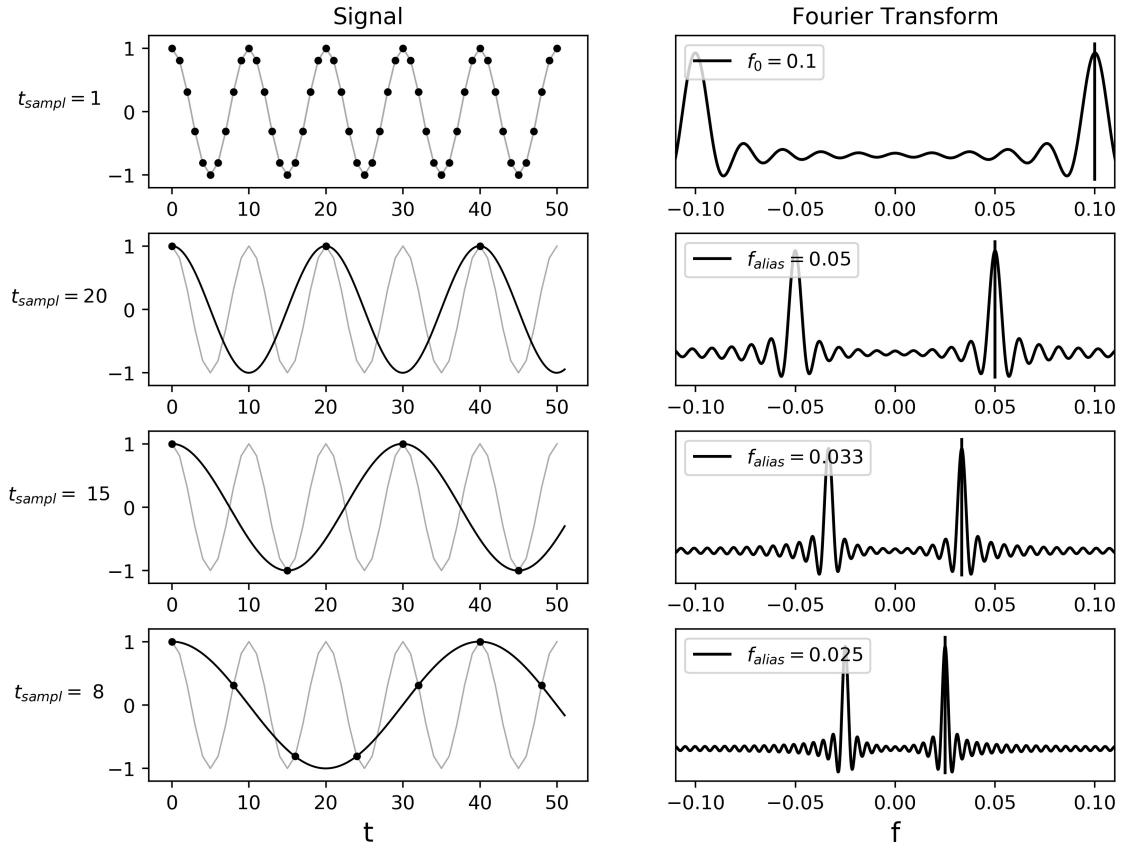 Signal
Fourier Transform
t_sampl = 1
1
0
−1
0 10 20 30 40 50
f_0 = 0.1
−0.10 −0.05 0.00 0.05 0.10
t_sampl = 20
1
0
−1
0 10 20 30 40 50
f_alias = 0.05
−0.10 −0.05 0.00 0.05 0.10
t_sampl = 15
1
0
−1
0 10 20 30 40 50
f_alias = 0.033
−0.10 −0.05 0.00 0.05 0.10
t_sampl = 8
1
0
−1
0 10 20 30 40 50
t
f_alias = 0.025
−0.10 −0.05 0.00 0.05 0.10
f